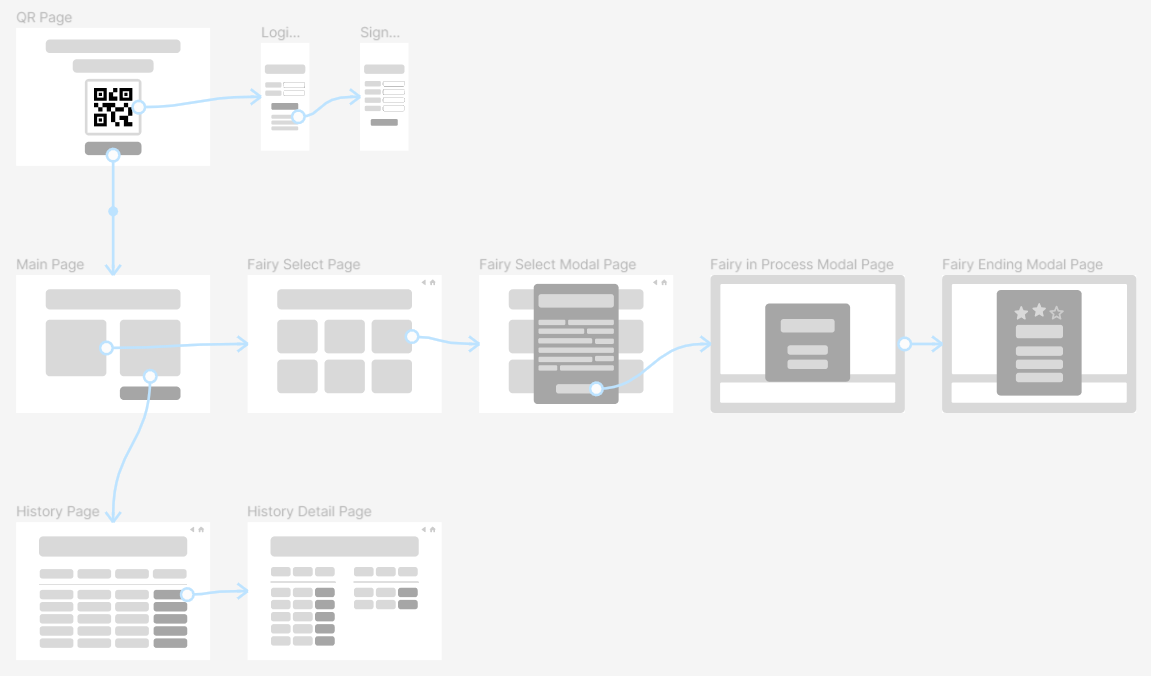 QR Page
Logi...
Sign...
Main Page
Fairy Select Page
Fairy Select Modal Page
Fairy in Process Modal Page
Fairy Ending Modal Page
History Page
History Detail Page